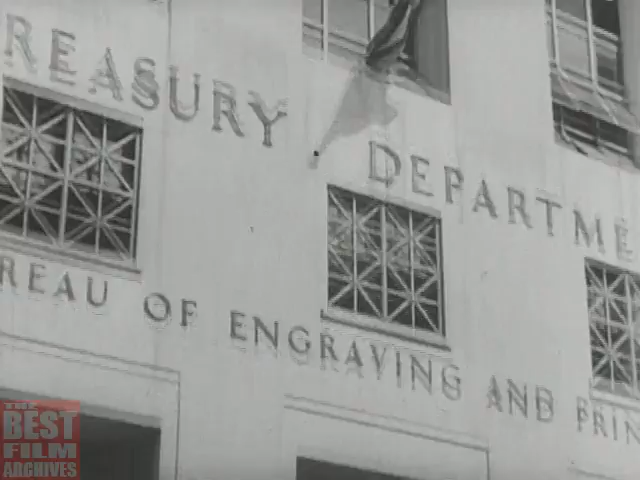 REASURY DEPARTME
REAU OF ENGRAVING AND PRIN
THE
BEST
FILM
ARCHIVES